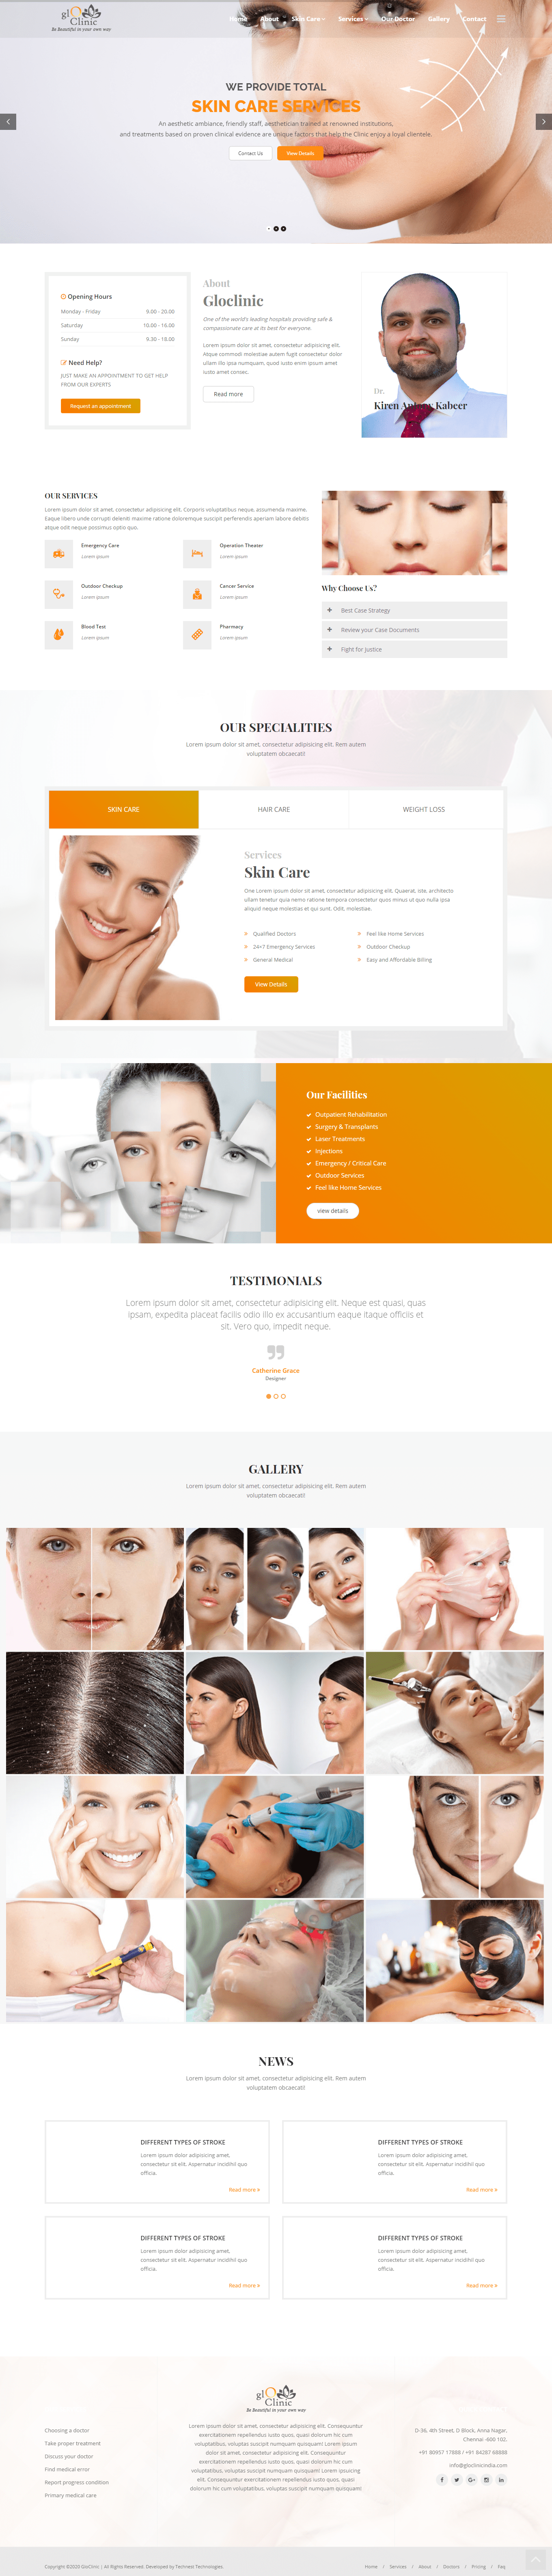 glO
Clinic
Be Beautiful in your own way
Home About Skin Care Services Our Doctor Gallery Contact
WE PROVIDE TOTAL
SKIN CARE SERVICES
An aesthetic ambiance, friendly staff, aesthetician trained at renowned institutions,
and treatments based on proven clinical evidence are unique factors that help the Clinic enjoy a loyal clientele.
Contact Us
View Details
Opening Hours
Monday - Friday 9.00 - 20.00
Saturday 10.00 - 16.00
Sunday 9.30 - 18.00
Need Help?
JUST MAKE AN APPOINTMENT TO GET HELP
FROM OUR EXPERTS
Request an appointment
About
Gloclinic
One of the world's leading hospitals providing safe &
compassionate care at its best for everyone.
Lorem ipsum dolor sit amet, consectetur adipisicing elit.
Atque commodi molestiae autem fugit consectetur dolor
ullam illo ipsa numquam, quod iusto enim ipsum amet
iusto amet consec.
Read more
Dr.
Kabeer
OUR SERVICES
Lorem ipsum dolor sit amet, consectetur adipisicing elit. Corporis voluptatibus neque, assumenda maxime.
Eaque libero unde corrupti deleniti maxime ratione doloremque suscipit perferendis aperiam labore debitis
atque odit neque possimus optio quo.
Emergency Care
Lorem ipsum
Operation Theater
Lorem ipsum
Outdoor Checkup
Lorem ipsum
Cancer Service
Lorem ipsum
Blood Test
Lorem ipsum
Pharmacy
Lorem ipsum
Why Choose Us?
Best Case Strategy
Review your Case Documents
Fight for Justice
OUR SPECIALITIES
Lorem ipsum dolor sit amet, consectetur adipisicing elit. Rem autem
voluptatem obcaecati!
SKIN CARE
HAIR CARE
WEIGHT LOSS
Services
Skin Care
One Lorem ipsum dolor sit amet, consectetur adipisicing elit. Quaerat, iste, architecto
ullam tenetur quia nemo ratione tempora consectetur quos minus ut quo nulla ipsa
aliquid neque molestias et qui sunt. Odit, molestiae.
Qualified Doctors
Feel like Home Services
24×7 Emergency Services
Outdoor Checkup
General Medical
Easy and Affordable Billing
View Details
Our Facilities
Outpatient Rehabilitation
Surgery & Transplants
Laser Treatments
Injections
Emergency / Critical Care
Outdoor Services
Feel like Home Services
view details
TESTIMONIALS
Lorem ipsum dolor sit amet, consectetur adipisicing elit. Neque est quasi, quas
ipsam, expedita placeat facilis odio illo ex accusantium eaque itaque officiis et
sit. Vero quo, impedit neque.
Catherine Grace
Designer
GALLERY
Lorem ipsum dolor sit amet, consectetur adipisicing elit. Rem autem
voluptatem obcaecati!
NEWS
Lorem ipsum dolor sit amet, consectetur adipisicing elit. Rem autem
voluptatem obcaecati!
DIFFERENT TYPES OF STROKE
Lorem ipsum dolor adipisicing amet,
consectetur sit elit. Aspernatur incidihil quo
officia.
Read more »
DIFFERENT TYPES OF STROKE
Lorem ipsum dolor adipisicing amet,
consectetur sit elit. Aspernatur incidihil quo
officia.
Read more »
DIFFERENT TYPES OF STROKE
Lorem ipsum dolor adipisicing amet,
consectetur sit elit. Aspernatur incidihil quo
officia.
Read more »
DIFFERENT TYPES OF STROKE
Lorem ipsum dolor adipisicing amet,
consectetur sit elit. Aspernatur incidihil quo
officia.
Read more »
Choosing a doctor
Take proper treatment
Discuss your doctor
Find medical error
Report progress condition
Primary medical care
glO
Clinic
Be Beautiful in your own way
Lorem ipsum dolor sit amet, consectetur adipisicing elit. Consequuntur
exercitationem repellendus iusto quos, quasi dolorum hic cum
voluptatibus, voluptas suscipit numquam quisquam! Lorem ipsum
dolor sit amet, consectetur adipisicing elit. Consequuntur
exercitationem repellendus iusto quos, quasi dolorum hic cum
voluptatibus, voluptas suscipit numquam quisquam! Lorem ipsucing
elit. Consequuntur exercitationem repellendus iusto quos, quasi
dolorum hic cum voluptatibus, voluptas suscipit numquam quisquam!
D-36, 4th Street, D Block, Anna Nagar,
Chennai -600 102.
+91 80957 17888 / +91 84287 68888
info@gloclinicindia.com
Copyright ©2020 GloClinic | All Rights Reserved. Developed by Technest Technologies.
Home / Services / About / Doctors / Pricing / Faq